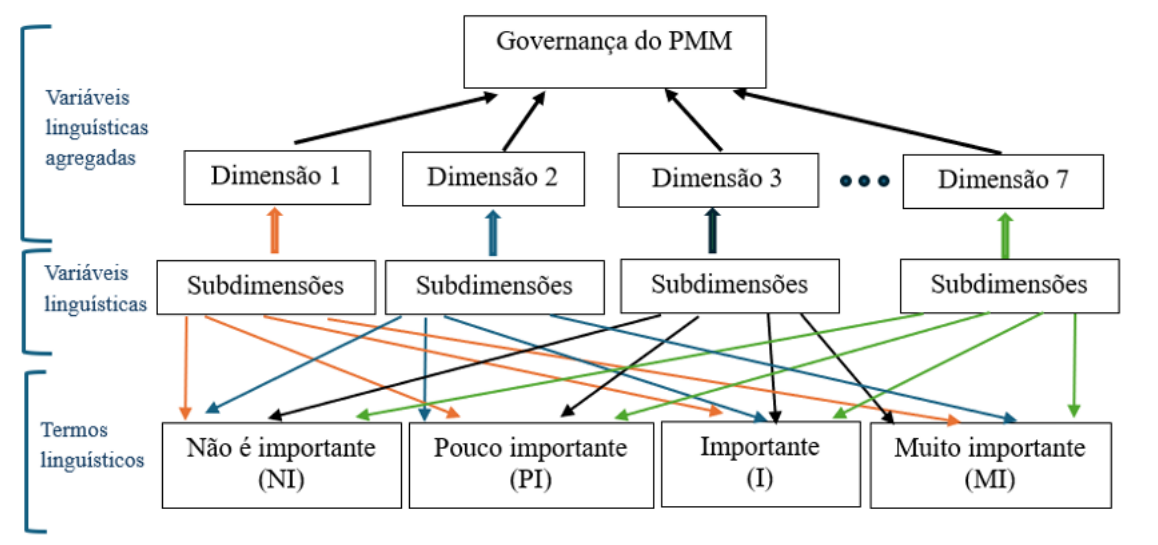 Governança do PMM
Variáveis
linguísticas
agregadas
Dimensão 1
Dimensão 2
Dimensão 3
Dimensão 7
Variáveis
linguísticas
Subdimensões
Subdimensões
Subdimensões
Subdimensões
Termos
linguísticos
Não é importante
(NI)
Pouco importante
(PI)
Importante
(I)
Muito importante
(MI)